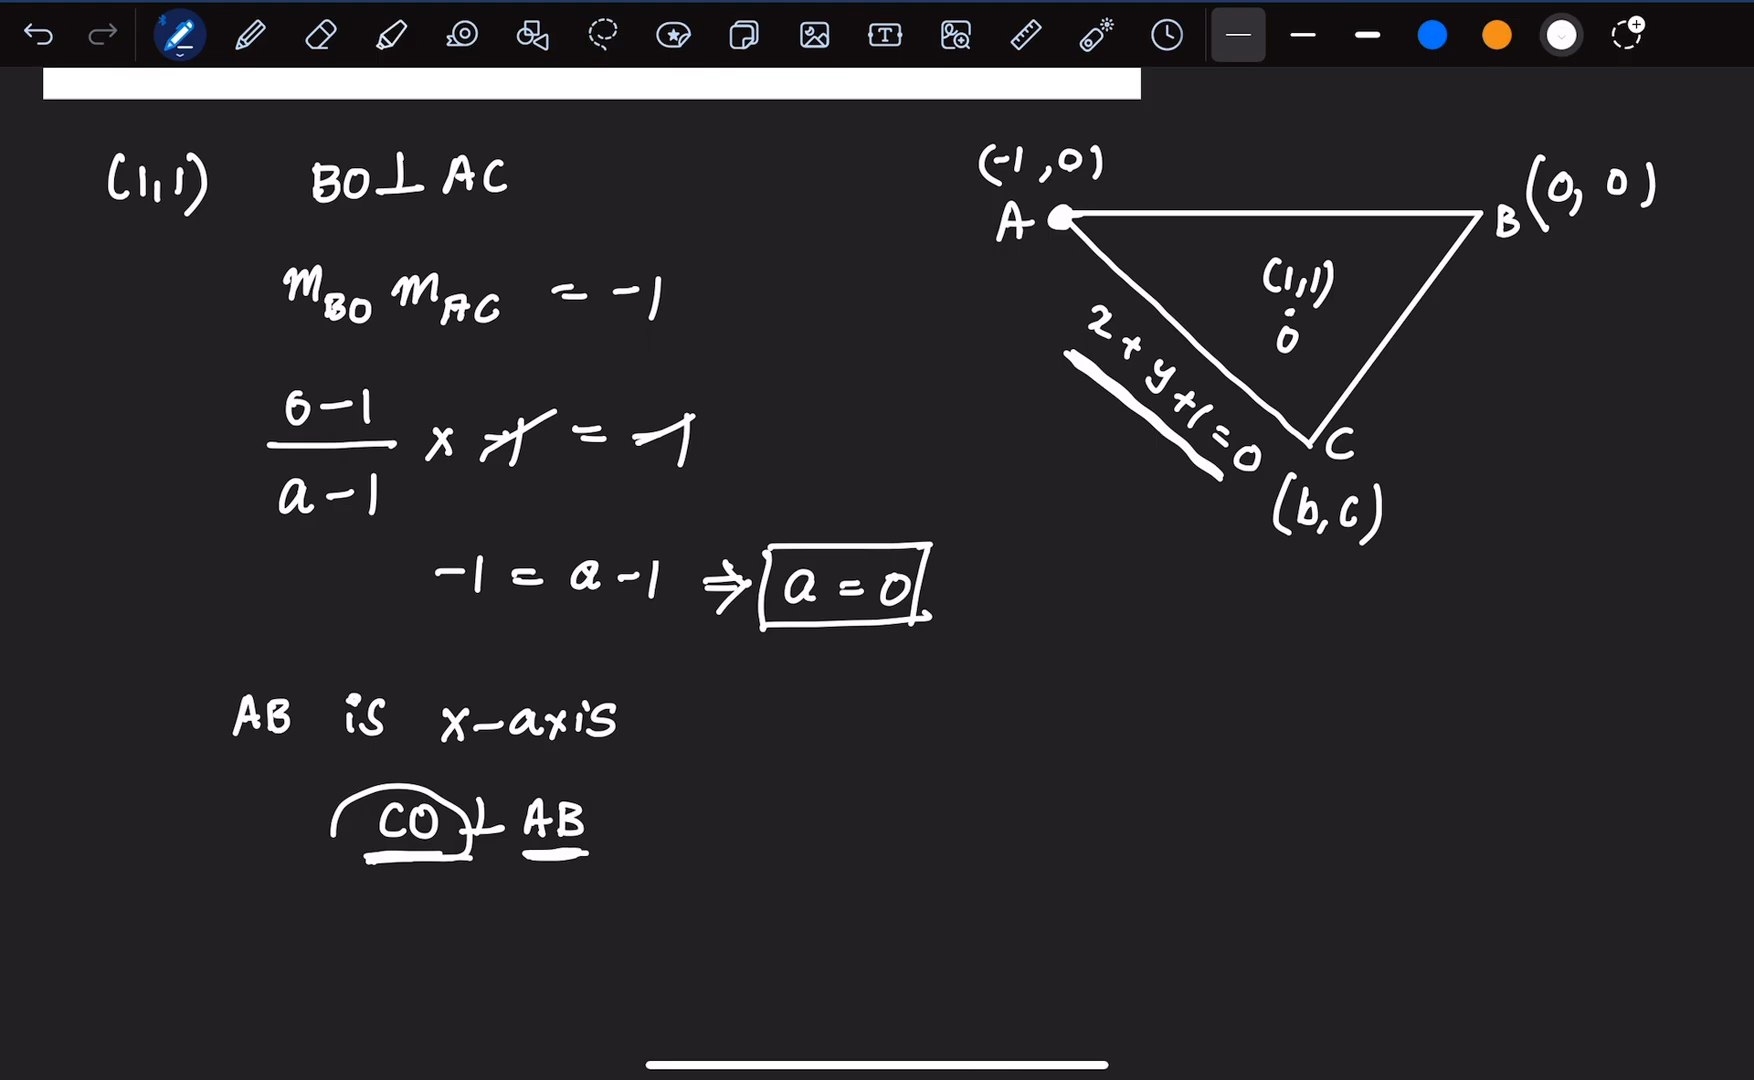 (1,1) BO⊥ AC
m_BO m_AC = -1
(0-1)/(a-1) × -1 = -1
-1 = a-1 ⇒ a = 0
AB is x-axis
CO ⊥ AB
(-1,0)
A
B (0, 0)
(1,1)
O
x+y+1=0
C
(b,c)